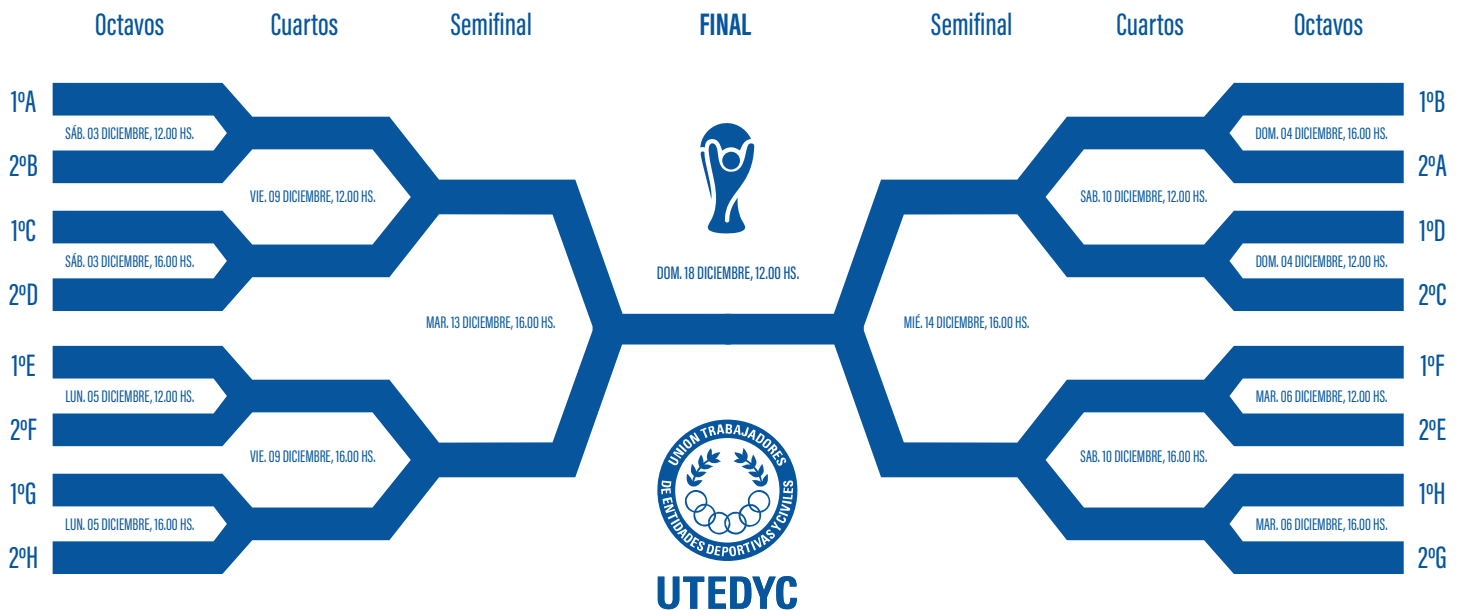 Octavos
Cuartos
Semifinal
FINAL
Semifinal
Cuartos
Octavos
1ºA
SÁB. 03 DICIEMBRE, 12.00 HS.
2ºB
VIE. 09 DICIEMBRE, 12.00 HS.
1ºC
SÁB. 03 DICIEMBRE, 16.00 HS.
2ºD
MAR. 13 DICIEMBRE, 16.00 HS.
1ºE
LUN. 05 DICIEMBRE, 12.00 HS.
2ºF
VIE. 09 DICIEMBRE, 16.00 HS.
1ºG
LUN. 05 DICIEMBRE, 16.00 HS.
2ºH
DOM. 18 DICIEMBRE, 12.00 HS.
UNION TRABAJADORES
DE ENTIDADES DEPORTIVAS Y CIVILES
UTEDYC
1ºB
DOM. 04 DICIEMBRE, 16.00 HS.
2ºA
SAB. 10 DICIEMBRE, 12.00 HS.
1ºD
DOM. 04 DICIEMBRE, 12.00 HS.
2ºC
MIÉ. 14 DICIEMBRE, 16.00 HS.
1ºF
MAR. 06 DICIEMBRE, 12.00 HS.
2ºE
SAB. 10 DICIEMBRE, 16.00 HS.
1ºH
MAR. 06 DICIEMBRE, 16.00 HS.
2ºG